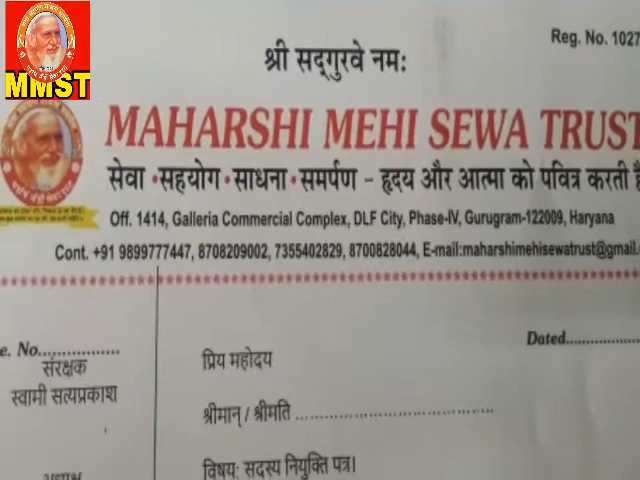 MMST
Reg. No. 1027
श्री सद्गुरवे नमः
MAHARSHI MEHI SEWA TRUST
सेवा • सहयोग • साधना • समर्पण – हृदय और आत्मा को पवित्र करती है
Off. 1414, Galleria Commercial Complex, DLF City, Phase-IV, Gurugram-122009, Haryana
Cont. +91 9899777447, 8708209002, 7355402829, 8700828044, E-mail:maharshimehisewatrust@gmail.
e. No..................
Dated..................
संरक्षक
स्वामी सत्यप्रकाश
प्रिय महोदय
श्रीमान् / श्रीमति ................................................
विषय: सदस्य नियुक्ति पत्र।